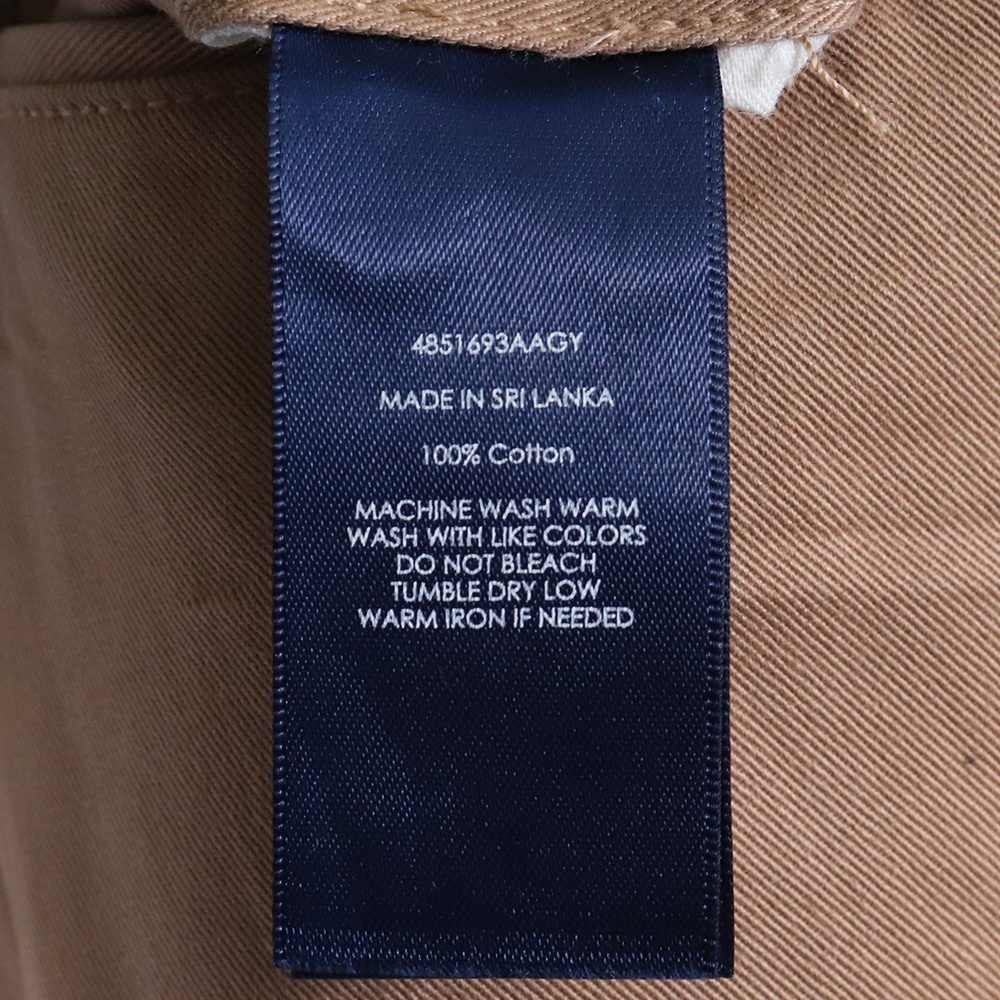 4851693AAGY
MADE IN SRI LANKA
100% Cotton
MACHINE WASH WARM
WASH WITH LIKE COLORS
DO NOT BLEACH
TUMBLE DRY LOW
WARM IRON IF NEEDED